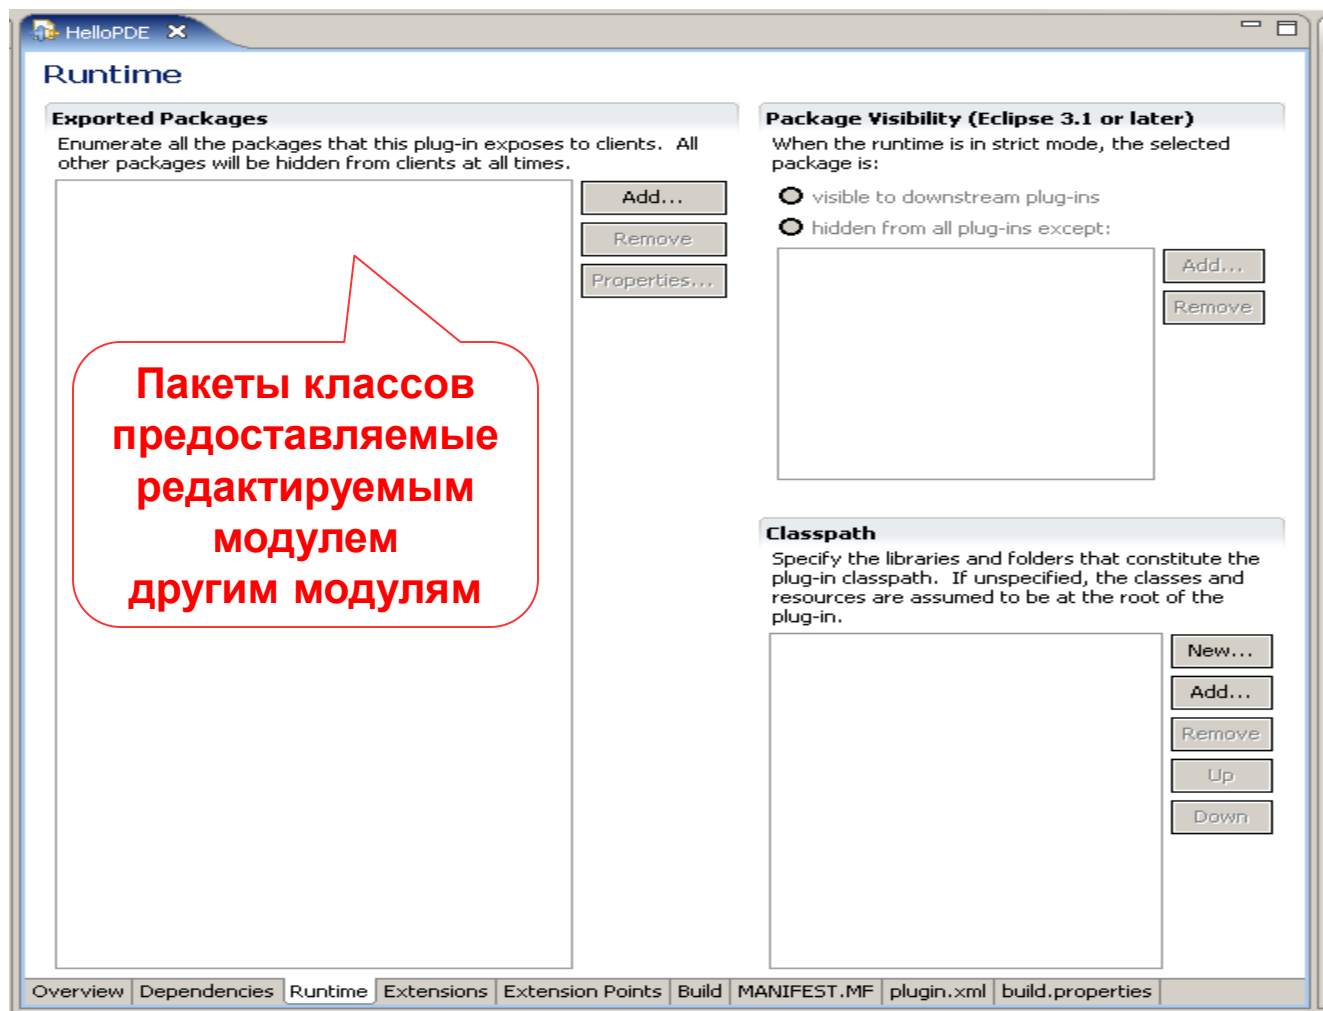 HelloPDE
Runtime
Exported Packages
Enumerate all the packages that this plug-in exposes to clients. All
other packages will be hidden from clients at all times.
Add...
Remove
Properties...
Пакеты классов
предоставляемые
редактируемым
модулем
другим модулям
Package Visibility (Eclipse 3.1 or later)
When the runtime is in strict mode, the selected
package is:
visible to downstream plug-ins
hidden from all plug-ins except:
Add...
Remove
Classpath
Specify the libraries and folders that constitute the
plug-in classpath. If unspecified, the classes and
resources are assumed to be at the root of the
plug-in.
New...
Add...
Remove
Up
Down
Overview Dependencies Runtime Extensions Extension Points Build MANIFEST.MF plugin.xml build.properties